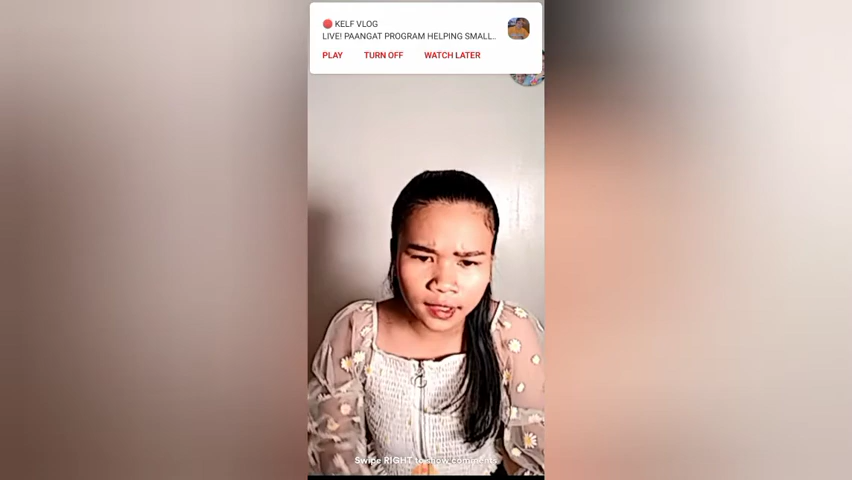 KELF VLOG
LIVE! PAANGAT PROGRAM HELPING SMALL..
PLAY TURN OFF WATCH LATER
Swipe RIGHT to show comments